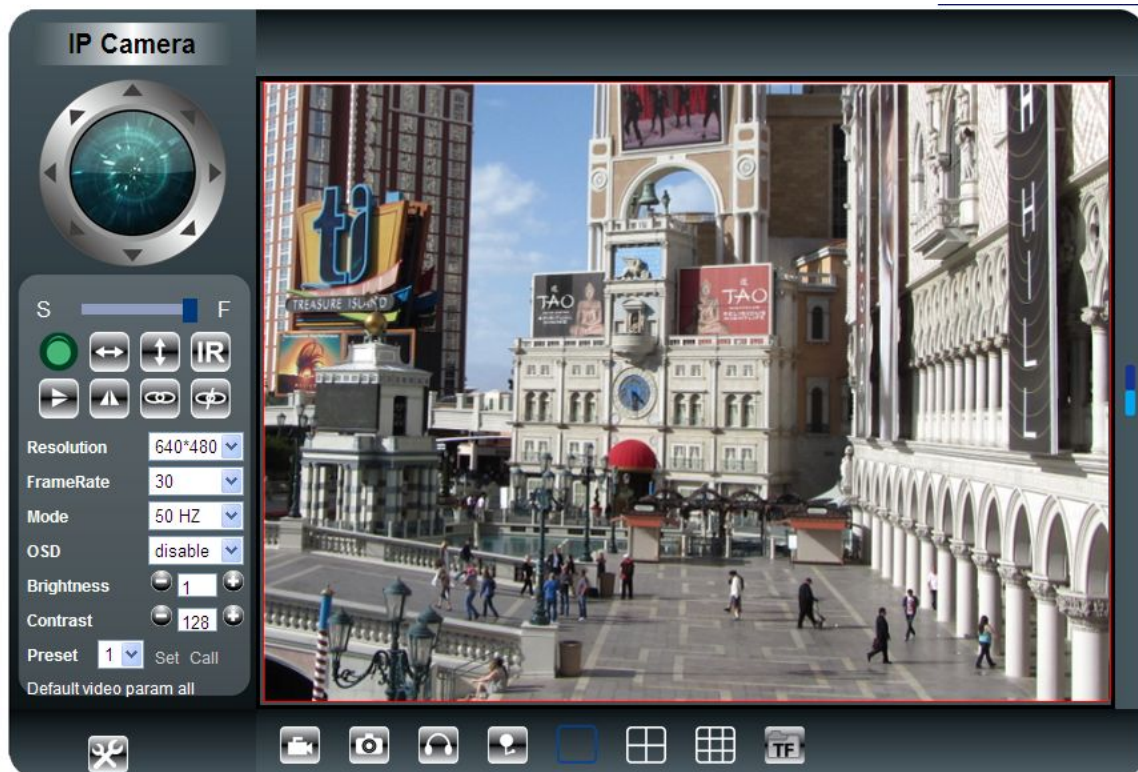 IP Camera
S F
IR
Resolution 640*480
FrameRate 30
Mode 50 HZ
OSD disable
Brightness 1
Contrast 128
Preset 1 Set Call
Default video param all
TF
ti
TREASURE ISLAND
TAO
TAO
H
HILL